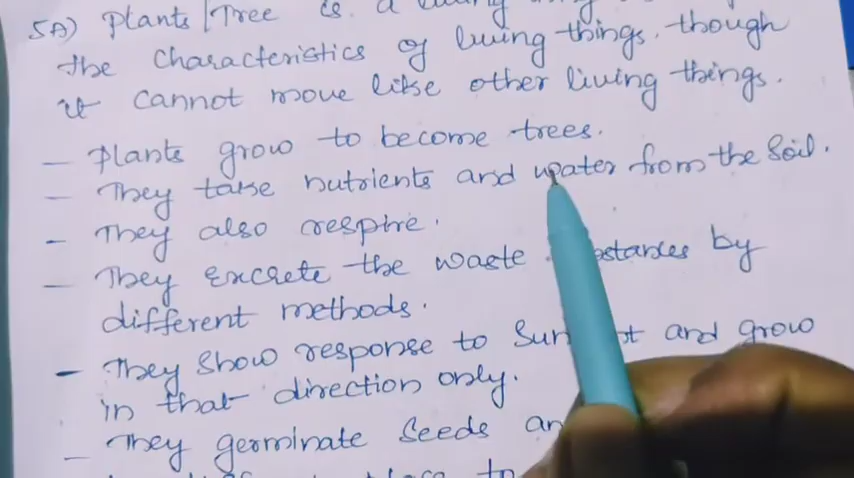 5A) Plants/Tree is a living
the characteristics of living things. though
it cannot move like other living things.
– Plants grow to become trees.
– They take nutrients and water from the soil.
– They also respire.
– They excrete the waste by
different methods.
– They show response to and grow
in that direction only.
– They germinate seeds
to